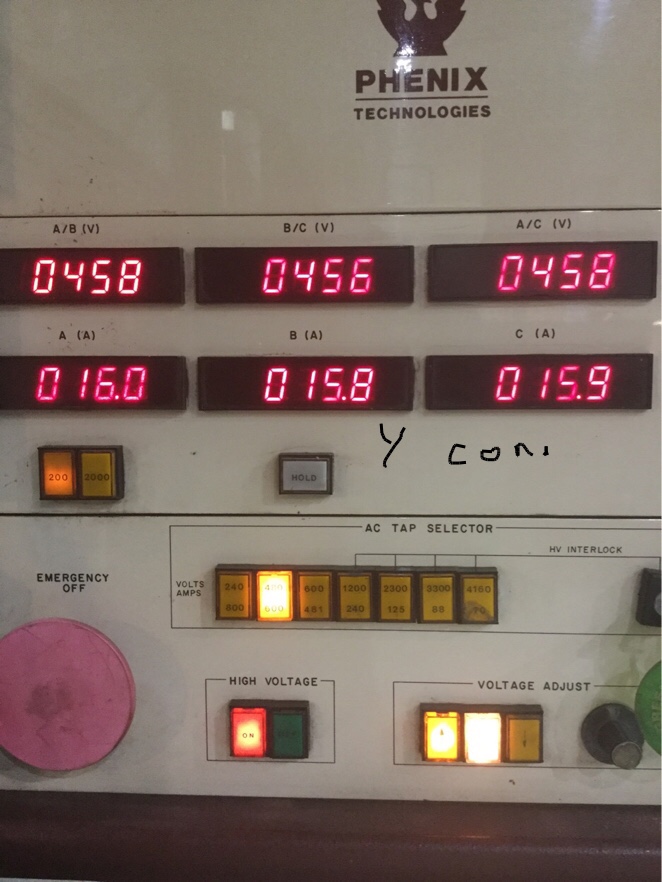 PHENIX
TECHNOLOGIES
A/B (V) B/C (V) A/C (V)
0458 0456 0458
A (A) B (A) C (A)
016.0 015.8 015.9
Y con.
200 2000 HOLD
AC TAP SELECTOR
HV INTERLOCK
EMERGENCY
OFF
VOLTS 240 480 600 1200 2300 3300 4160
AMPS 800 600 481 240 125 88 70
HIGH VOLTAGE VOLTAGE ADJUST
ON